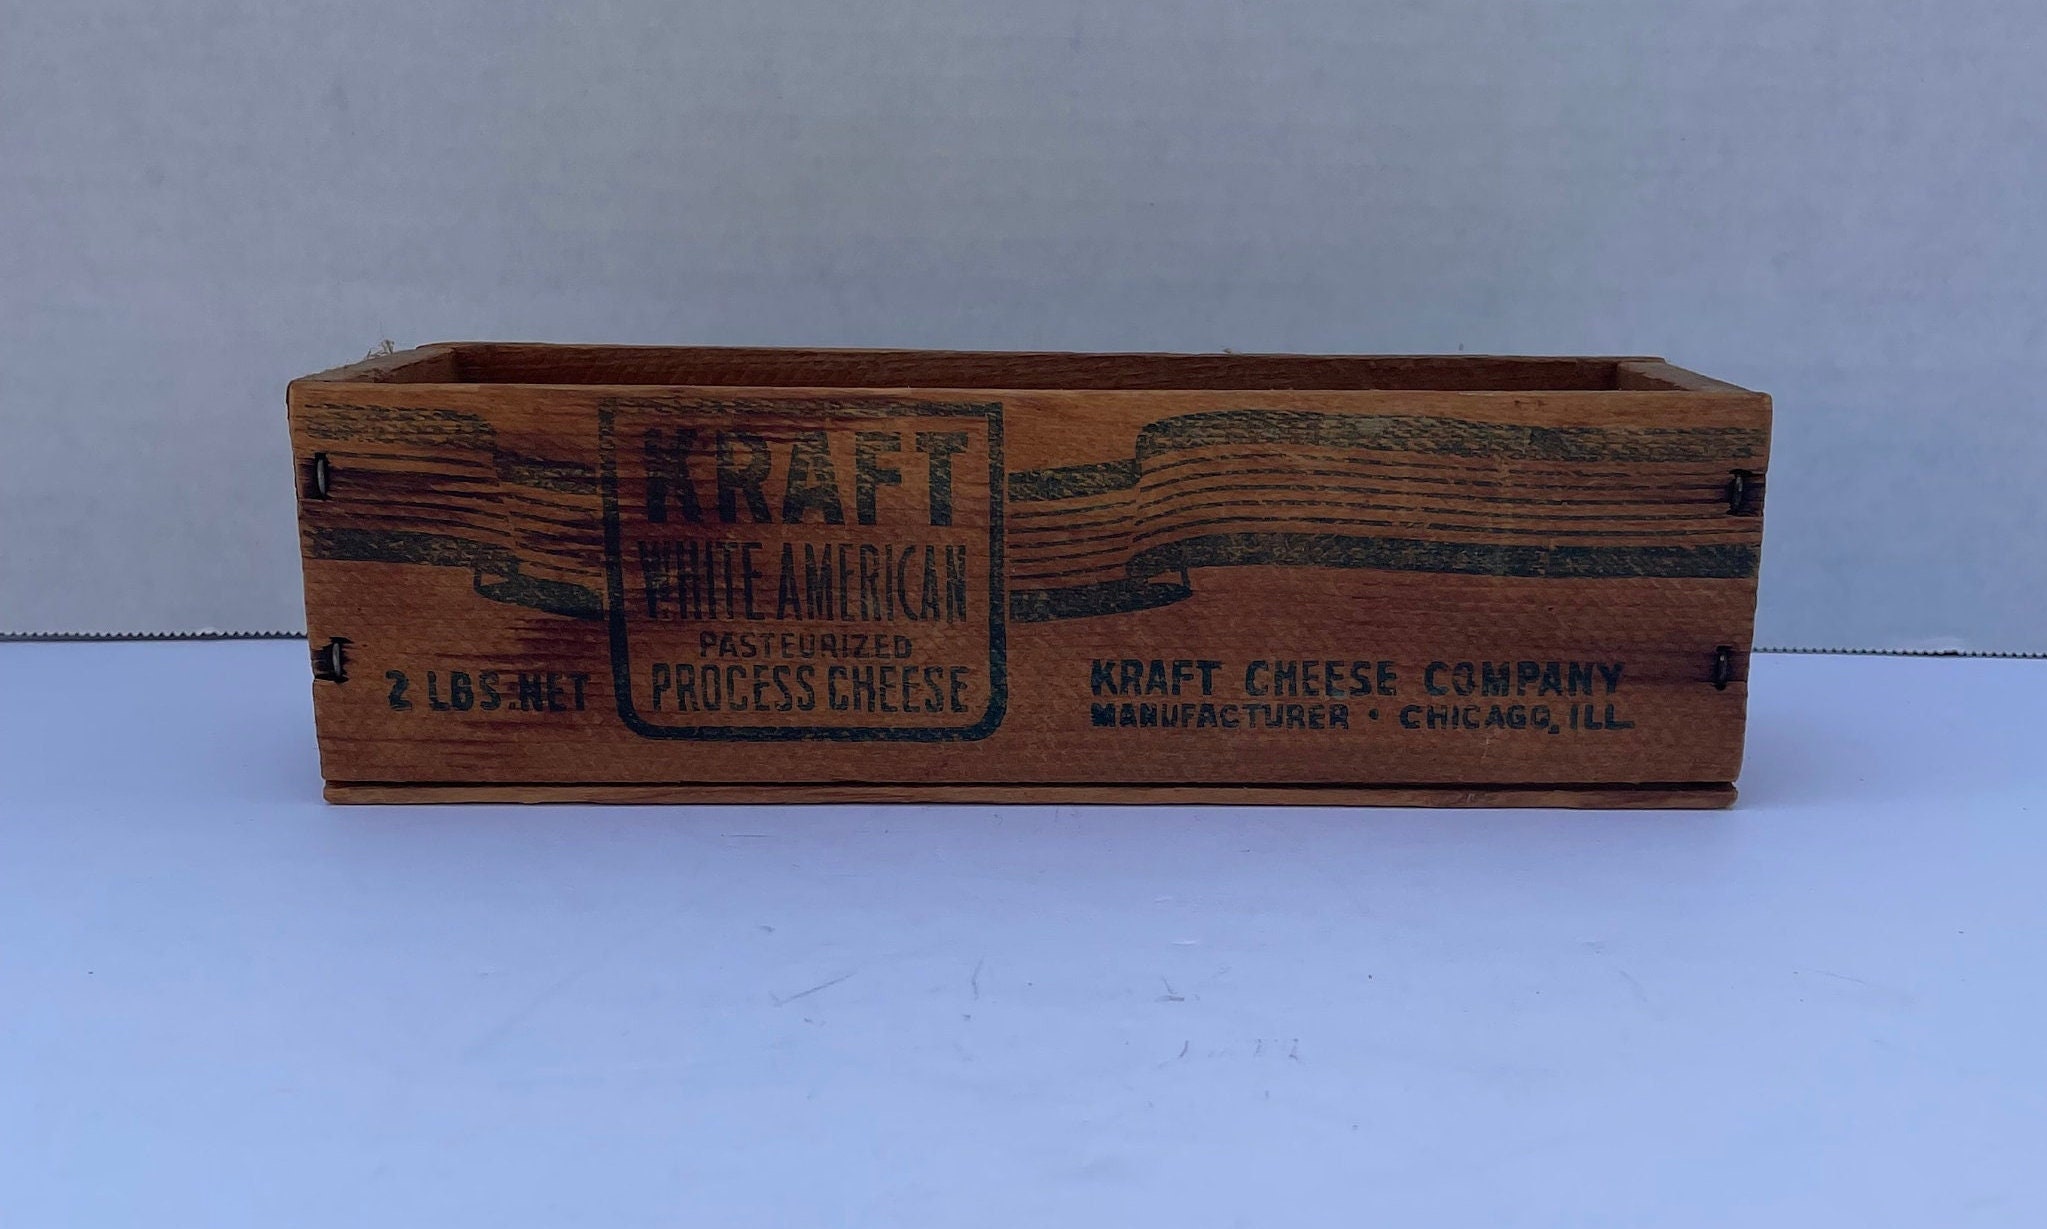 KRAFT
WHITE AMERICAN
PASTEURIZED
PROCESS CHEESE
2 LBS. NET
KRAFT CHEESE COMPANY
MANUFACTURER • CHICAGO, ILL.